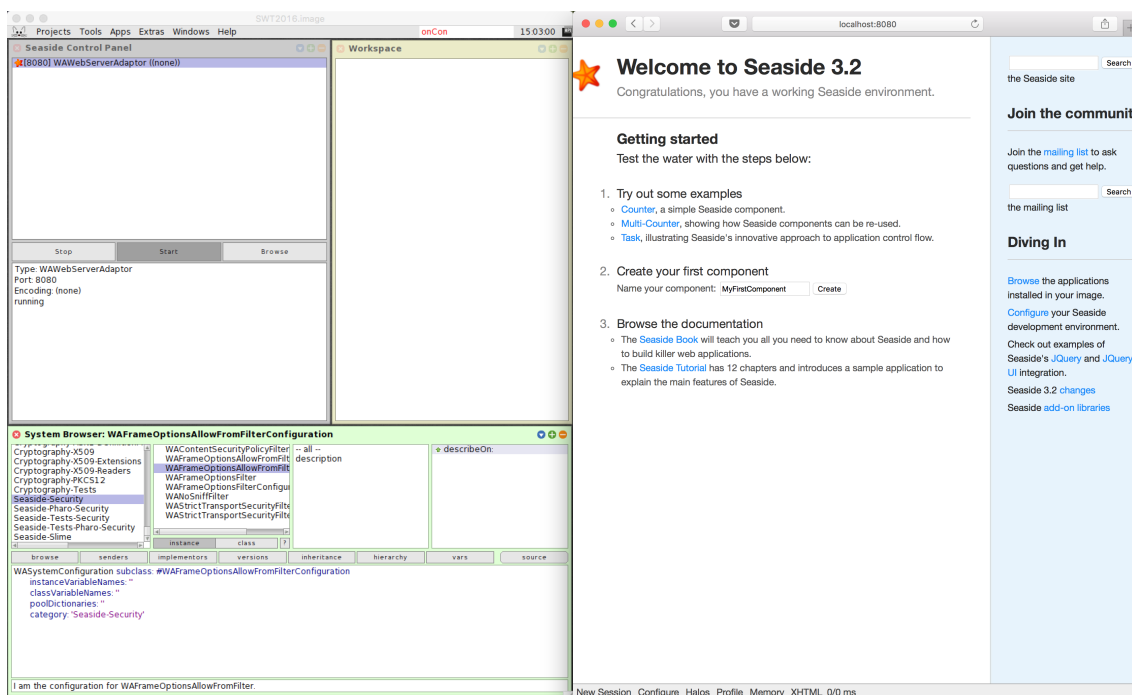 SWT2016.image
Projects Tools Apps Extras Windows Help onCon 15:03:00
Seaside Control Panel
[8080] WAWebServerAdaptor ((none))
Stop Start Browse
Type: WAWebServerAdaptor
Port: 8080
Encoding: (none)
running
Workspace
System Browser: WAFrameOptionsAllowFromFilterConfiguration
Cryptography-X509
Cryptography-X509-Extensions
Cryptography-X509-Readers
Cryptography-PKCS12
Cryptography-Tests
Seaside-Security
Seaside-Pharo-Security
Seaside-Tests-Security
Seaside-Tests-Pharo-Security
Seaside-Slime
WAContentSecurityPolicyFilter
WAFrameOptionsAllowFromFilt
WAFrameOptionsAllowFromFilt
WAFrameOptionsFilter
WAFrameOptionsFilterConfigur
WANoSniffFilter
WAStrictTransportSecurityFilte
WAStrictTransportSecurityFilte
instance class ?
-- all --
description
describeOn:
browse senders implementors versions inheritance hierarchy vars source
WASystemConfiguration subclass: #WAFrameOptionsAllowFromFilterConfiguration
instanceVariableNames: ''
classVariableNames: ''
poolDictionaries: ''
category: 'Seaside-Security'
I am the configuration for WAFrameOptionsAllowFromFilter.
localhost:8080
Welcome to Seaside 3.2
Congratulations, you have a working Seaside environment.
Getting started
Test the water with the steps below:
1. Try out some examples
Counter, a simple Seaside component.
Multi-Counter, showing how Seaside components can be re-used.
Task, illustrating Seaside's innovative approach to application control flow.
2. Create your first component
Name your component: MyFirstComponent Create
3. Browse the documentation
The Seaside Book will teach you all you need to know about Seaside and how
to build killer web applications.
The Seaside Tutorial has 12 chapters and introduces a sample application to
explain the main features of Seaside.
Search
the Seaside site
Join the communit
Join the mailing list to ask
questions and get help.
Search
the mailing list
Diving In
Browse the applications
installed in your image.
Configure your Seaside
development environment.
Check out examples of
Seaside's JQuery and JQuery
UI integration.
Seaside 3.2 changes
Seaside add-on libraries
New Session Configure Halos Profile Memory XHTML 0/0 ms